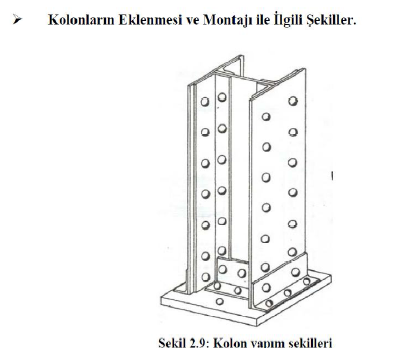 ➢ Kolonların Eklenmesi ve Montajı ile İlgili Şekiller.
Şekil 2.9: Kolon yapım şekilleri